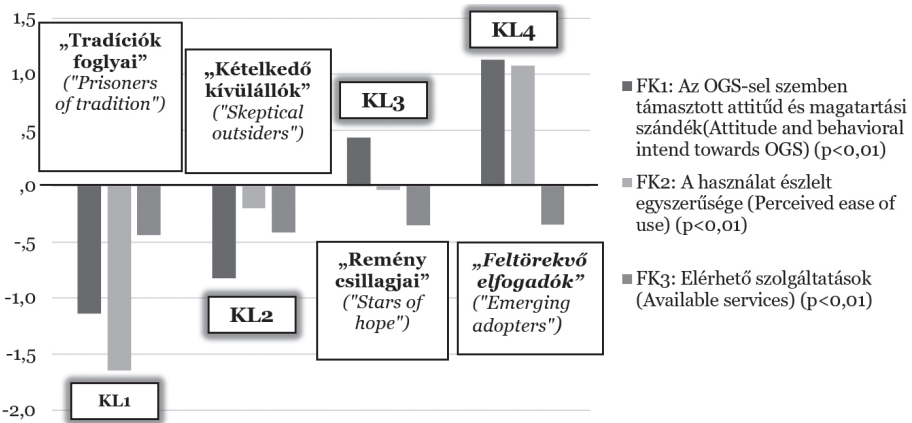 1,5
1,0
,5
,0
-,5
-1,0
-1,5
-2,0
„Tradíciók
foglyai”
("Prisoners
of tradition")
KL1
„Kételkedő
kívülállók”
("Skeptical
outsiders")
KL2
KL3
„Remény
csillagjai”
("Stars of
hope")
KL4
„Feltörekvő
elfogadók”
("Emerging
adopters")
FK1: Az OGS-sel szemben
támasztott attitűd és magatartási
szándék(Attitude and behavioral
intend towards OGS) (p<0,01)
FK2: A használat észlelt
egyszerűsége (Perceived ease of
use) (p<0,01)
FK3: Elérhető szolgáltatások
(Available services) (p<0,01)